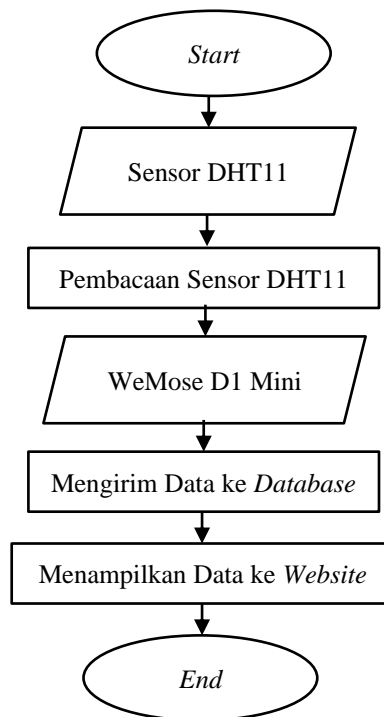 Start
Sensor DHT11
Pembacaan Sensor DHT11
WeMose D1 Mini
Mengirim Data ke Database
Menampilkan Data ke Website
End